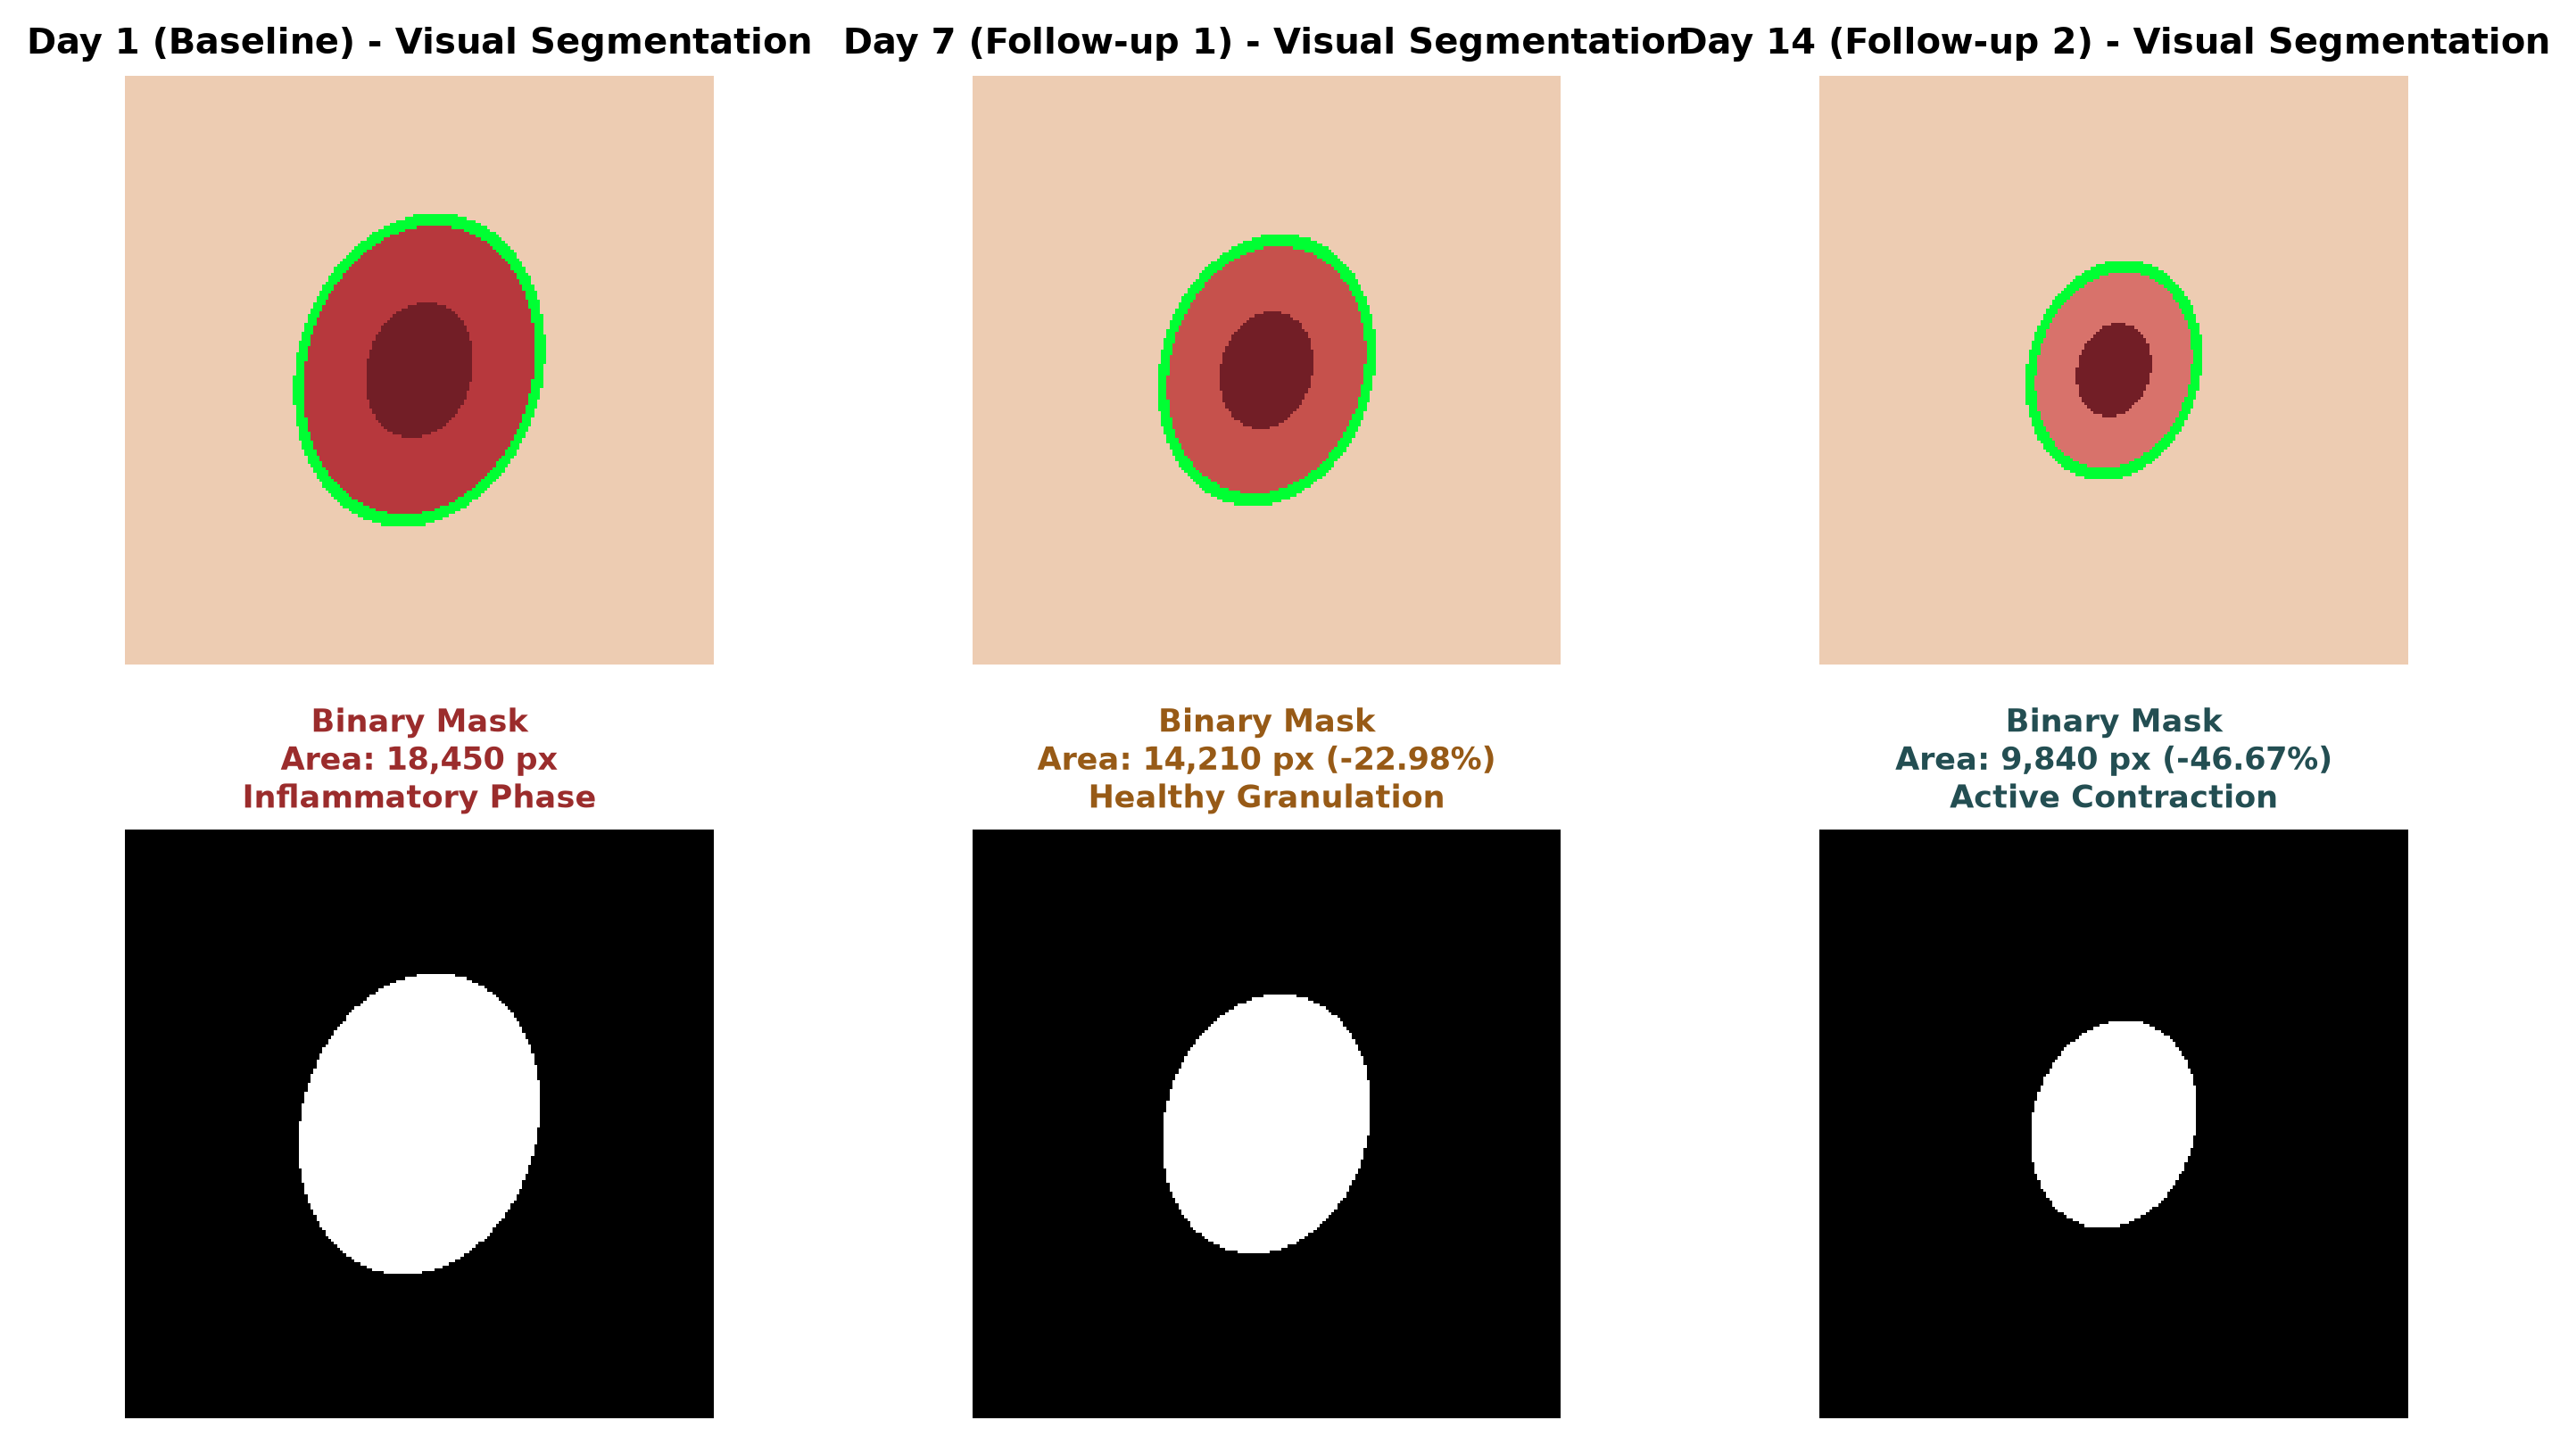 Day 1 (Baseline) - Visual Segmentation
Day 7 (Follow-up 1) - Visual Segmentation
Day 14 (Follow-up 2) - Visual Segmentation
Binary Mask
Area: 18,450 px
Inflammatory Phase
Binary Mask
Area: 14,210 px (-22.98%)
Healthy Granulation
Binary Mask
Area: 9,840 px (-46.67%)
Active Contraction